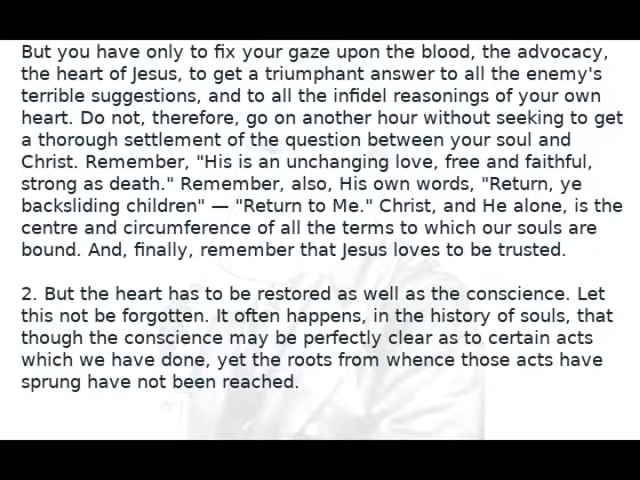 But you have only to fix your gaze upon the blood, the advocacy,
the heart of Jesus, to get a triumphant answer to all the enemy's
terrible suggestions, and to all the infidel reasonings of your own
heart. Do not, therefore, go on another hour without seeking to get
a thorough settlement of the question between your soul and
Christ. Remember, "His is an unchanging love, free and faithful,
strong as death." Remember, also, His own words, "Return, ye
backsliding children" — "Return to Me." Christ, and He alone, is the
centre and circumference of all the terms to which our souls are
bound. And, finally, remember that Jesus loves to be trusted.
2. But the heart has to be restored as well as the conscience. Let
this not be forgotten. It often happens, in the history of souls, that
though the conscience may be perfectly clear as to certain acts
which we have done, yet the roots from whence those acts have
sprung have not been reached.